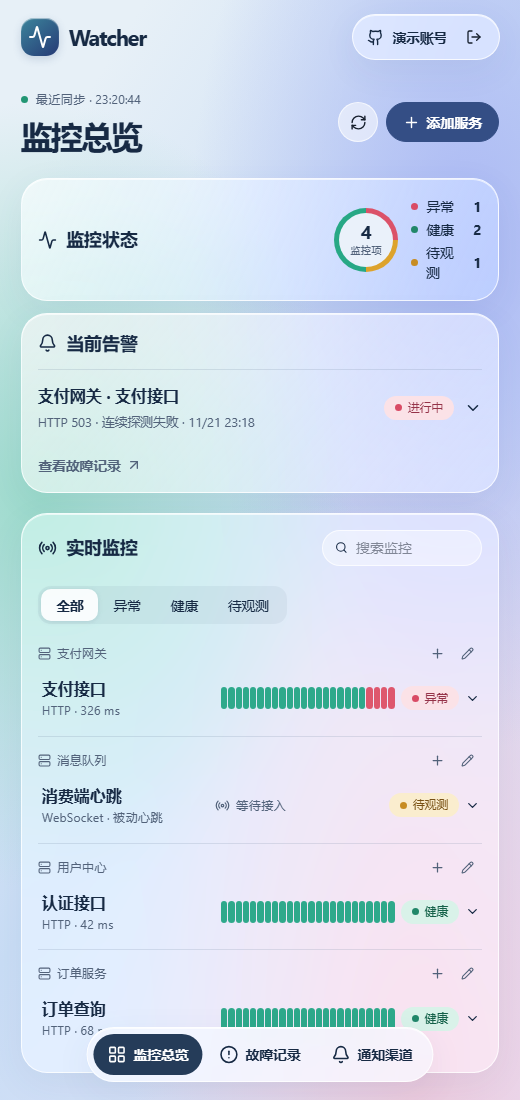 Watcher
演示账号
最近同步 · 23:20:44
监控总览
添加服务
监控状态
4
监控项
异常 1
健康 2
待观测 1
当前告警
支付网关 · 支付接口
HTTP 503 · 连续探测失败 · 11/21 23:18
进行中
查看故障记录
实时监控
搜索监控
全部 异常 健康 待观测
支付网关
支付接口
HTTP · 326 ms
异常
消息队列
消费端心跳
WebSocket · 被动心跳
等待接入
待观测
用户中心
认证接口
HTTP · 42 ms
健康
订单服务
订单查询
HTTP · 68
健康
监控总览 故障记录 通知渠道